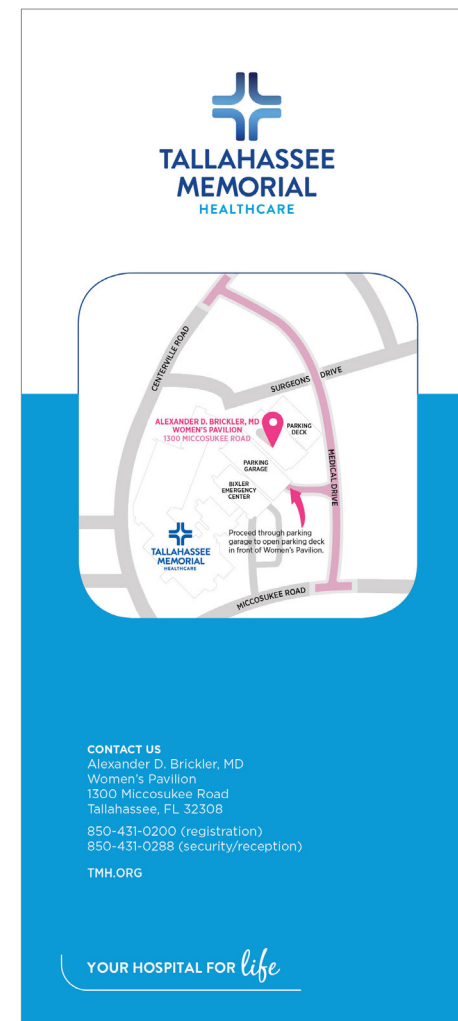 TALLAHASSEE
MEMORIAL
HEALTHCARE
CENTERVILLE ROAD
SURGEONS DRIVE
ALEXANDER D. BRICKLER, MD
WOMEN'S PAVILION
1300 MICCOSUKEE ROAD
PARKING
DECK
PARKING
GARAGE
MEDICAL DRIVE
BIXLER
EMERGENCY
CENTER
Proceed through parking
garage to open parking deck
in front of Women's Pavilion.
TALLAHASSEE
MEMORIAL
HEALTHCARE
MICCOSUKEE ROAD
CONTACT US
Alexander D. Brickler, MD
Women's Pavilion
1300 Miccosukee Road
Tallahassee, FL 32308
850-431-0200 (registration)
850-431-0288 (security/reception)
TMH.ORG
YOUR HOSPITAL FOR life